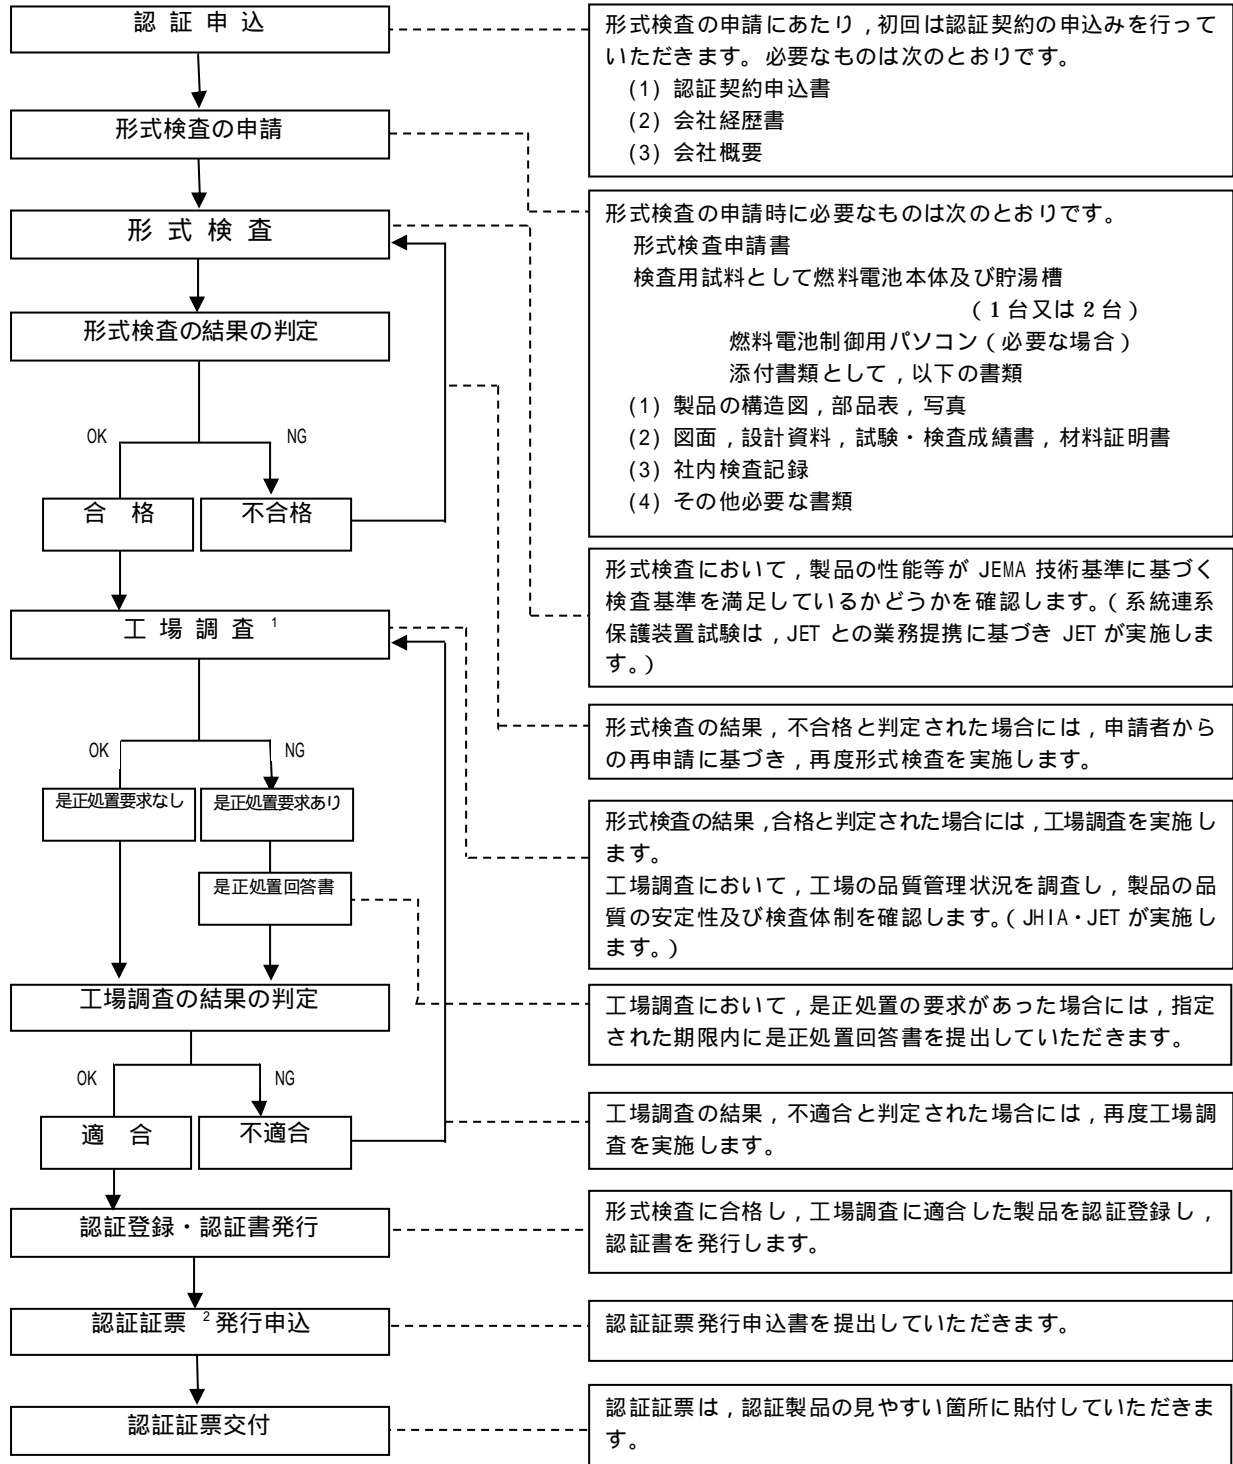 認 証 申 込
形式検査の申請にあたり，初回は認証契約の申込みを行って
いただきます。必要なものは次のとおりです。
(1) 認証契約申込書
(2) 会社経歴書
(3) 会社概要
形式検査の申請
形式検査の申請時に必要なものは次のとおりです。
形式検査申請書
検査用試料として燃料電池本体及び貯湯槽
（1台又は2台）
燃料電池制御用パソコン（必要な場合）
添付書類として，以下の書類
(1) 製品の構造図，部品表，写真
(2) 図面，設計資料，試験・検査成績書，材料証明書
(3) 社内検査記録
(4) その他必要な書類
形 式 検 査
形式検査の結果の判定
OK
NG
合　格
不合格
形式検査において，製品の性能等が JEMA 技術基準に基づく
検査基準を満足しているかどうかを確認します。（系統連系
保護装置試験は，JET との業務提携に基づき JET が実施しま
す。）
工 場 調 査 1
形式検査の結果，不合格と判定された場合には，申請者から
の再申請に基づき，再度形式検査を実施します。
OK
NG
是正処置要求なし
是正処置要求あり
形式検査の結果，合格と判定された場合には，工場調査を実施し
ます。
工場調査において，工場の品質管理状況を調査し，製品の品
質の安定性及び検査体制を確認します。（JHIA・JET が実施し
ます。）
是正処置回答書
工場調査の結果の判定
工場調査において，是正処置の要求があった場合には，指定
された期限内に是正処置回答書を提出していただきます。
OK
NG
適　合
不適合
工場調査の結果，不適合と判定された場合には，再度工場調
査を実施します。
認証登録・認証書発行
形式検査に合格し，工場調査に適合した製品を認証登録し，
認証書を発行します。
認証証票 2発行申込
認証証票発行申込書を提出していただきます。
認証証票交付
認証証票は，認証製品の見やすい箇所に貼付していただきま
す。